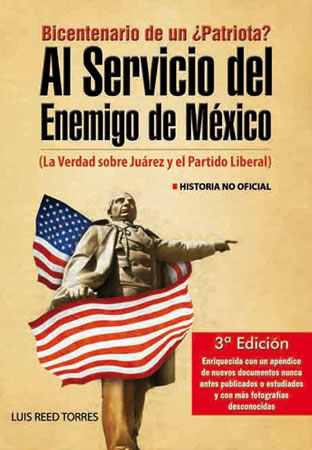 Bicentenario de un ¿Patriota?
Al Servicio del
Enemigo de México
(La Verdad sobre Juárez y el Partido Liberal)
HISTORIA NO OFICIAL
3ª Edición
Enriquecida con un apéndice
de nuevos documentos nunca
antes publicados o estudiados
y con más fotografías
desconocidas
LUIS REED TORRES